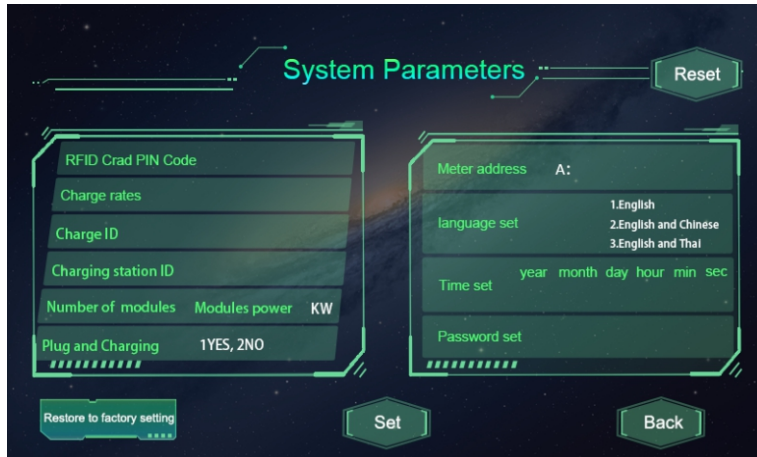 System Parameters
Reset
RFID Crad PIN Code
Charge rates
Charge ID
Charging station ID
Number of modules Modules power KW
Plug and Charging 1YES, 2NO
Meter address A:
language set
1.English
2.English and Chinese
3.English and Thai
Time set year month day hour min sec
Password set
Restore to factory setting
Set
Back